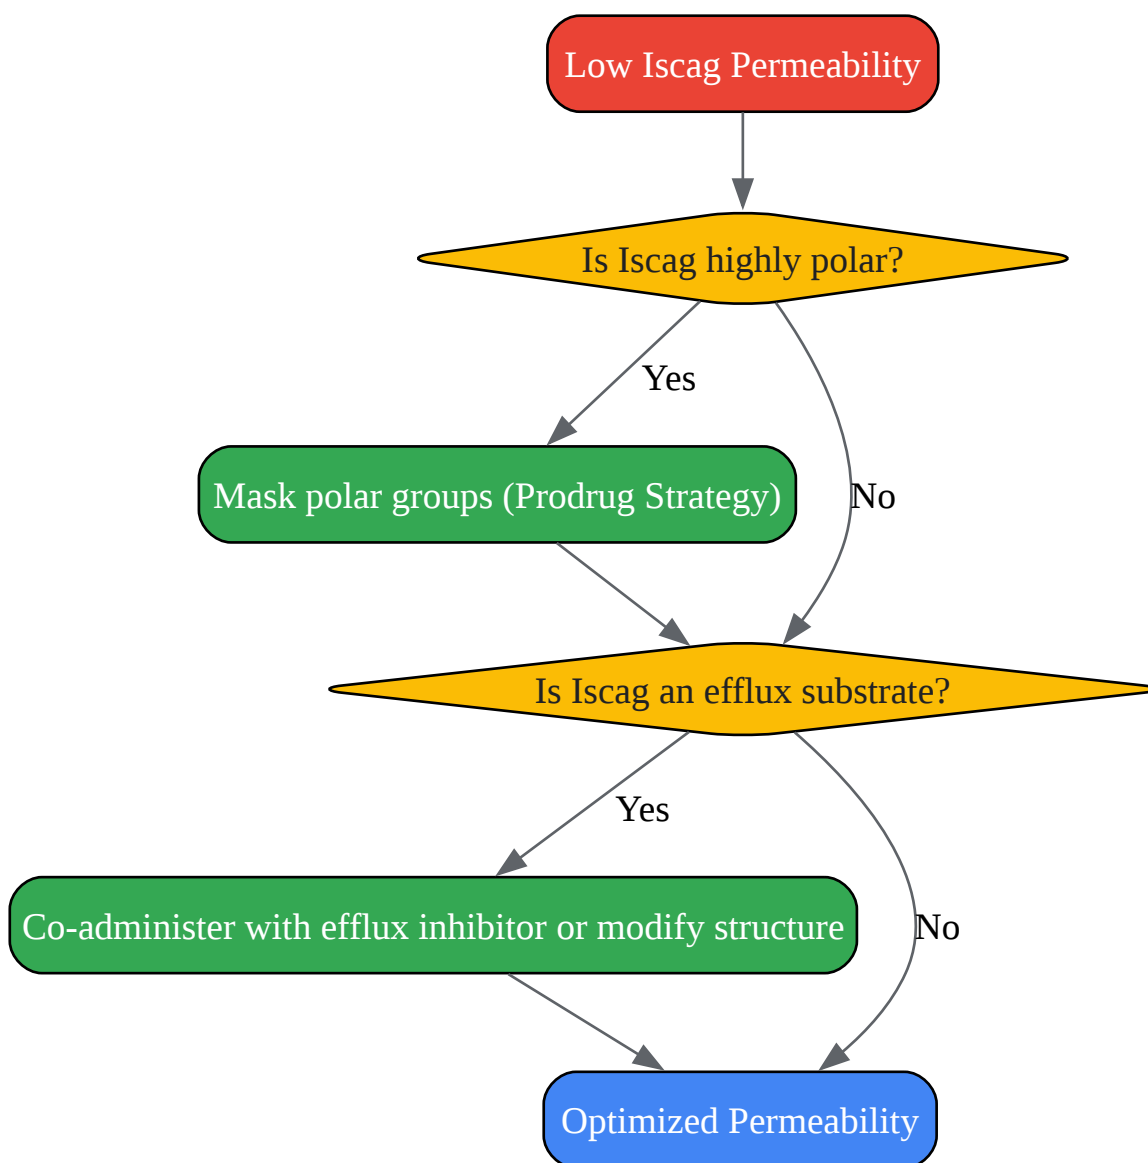 Low Iscag Permeability
Is Iscag highly polar?
Yes
Mask polar groups (Prodrug Strategy)
No
Is Iscag an efflux substrate?
Yes
Co-administer with efflux inhibitor or modify structure
No
Optimized Permeability